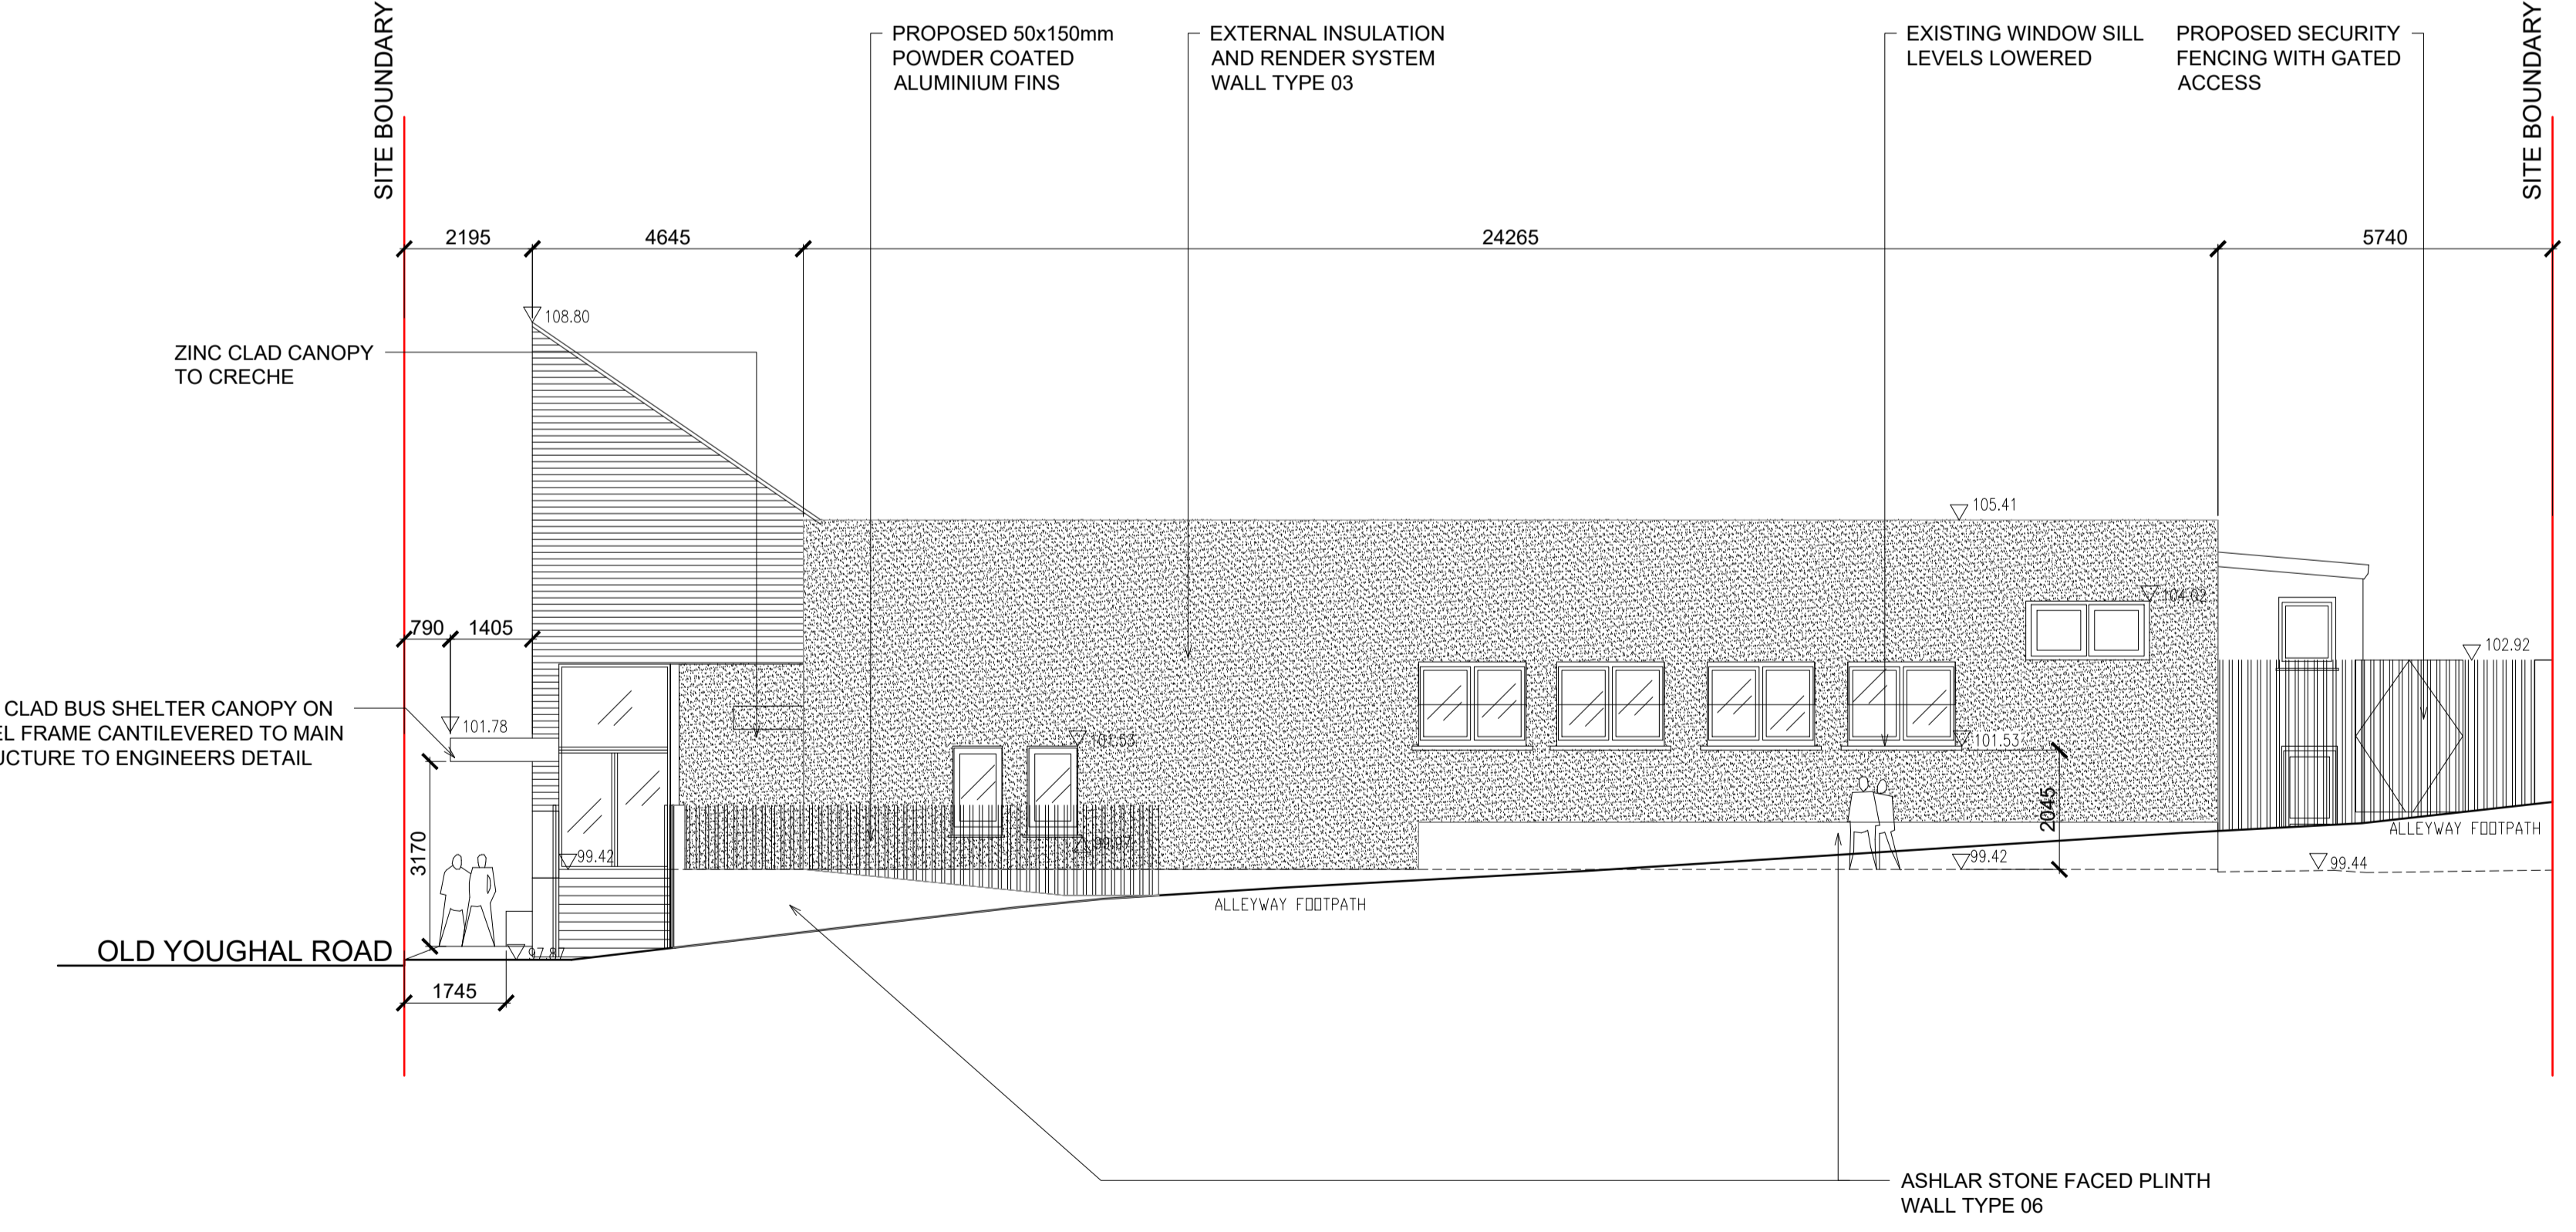 SITE BOUNDARY
PROPOSED 50x150mm
POWDER COATED
ALUMINIUM FINS
EXTERNAL INSULATION
AND RENDER SYSTEM
WALL TYPE 03
EXISTING WINDOW SILL
LEVELS LOWERED
PROPOSED SECURITY
FENCING WITH GATED
ACCESS
SITE BOUNDARY
2195
4645
24265
5740
108.80
ZINC CLAD CANOPY
TO CRECHE
105.41
104.02
790
1405
102.92
CLAD BUS SHELTER CANOPY ON
EL FRAME CANTILEVERED TO MAIN
UCTURE TO ENGINEERS DETAIL
101.78
101.53
101.53
3170
2045
99.42
99.42
99.44
ALLEYWAY FOOTPATH
ALLEYWAY FOOTPATH
OLD YOUGHAL ROAD
97.87
1745
ASHLAR STONE FACED PLINTH
WALL TYPE 06